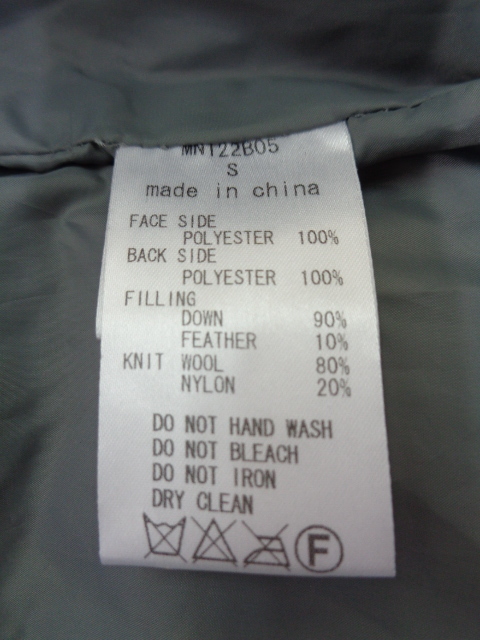 MN122B05
S
made in china
FACE SIDE
POLYESTER 100%
BACK SIDE
POLYESTER 100%
FILLING
DOWN 90%
FEATHER 10%
KNIT WOOL 80%
NYLON 20%
DO NOT HAND WASH
DO NOT BLEACH
DO NOT IRON
DRY CLEAN
F